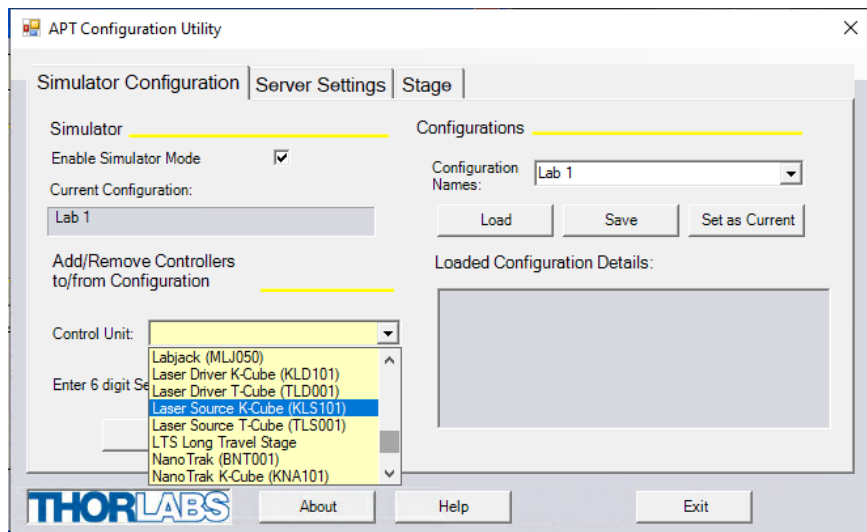 APT Configuration Utility
Simulator Configuration
Server Settings
Stage
Simulator
Enable Simulator Mode
Current Configuration:
Lab 1
Add/Remove Controllers
to/from Configuration
Control Unit:
Labjack (MLJ050)
Laser Driver K-Cube (KLD101)
Laser Driver T-Cube (TLD001)
Laser Source K-Cube (KLS101)
Laser Source T-Cube (TLS001)
LTS Long Travel Stage
NanoTrak (BNT001)
NanoTrak K-Cube (KNA101)
Enter 6 digit Se
Configurations
Configuration
Names:
Lab 1
Load
Save
Set as Current
Loaded Configuration Details:
THORLABS
About
Help
Exit